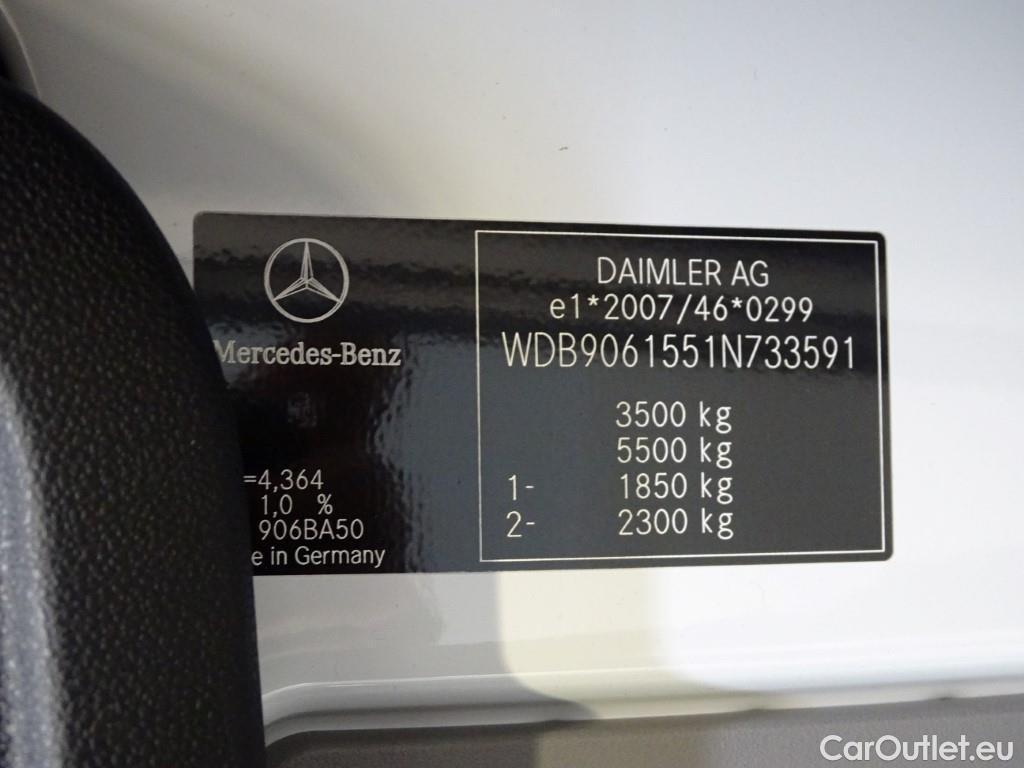 Mercedes-Benz
=4,364
1,0 %
906BA50
e in Germany
DAIMLER AG
e1*2007/46*0299
WDB9061551N733591
3500 kg
5500 kg
1- 1850 kg
2- 2300 kg
CarOutlet.eu